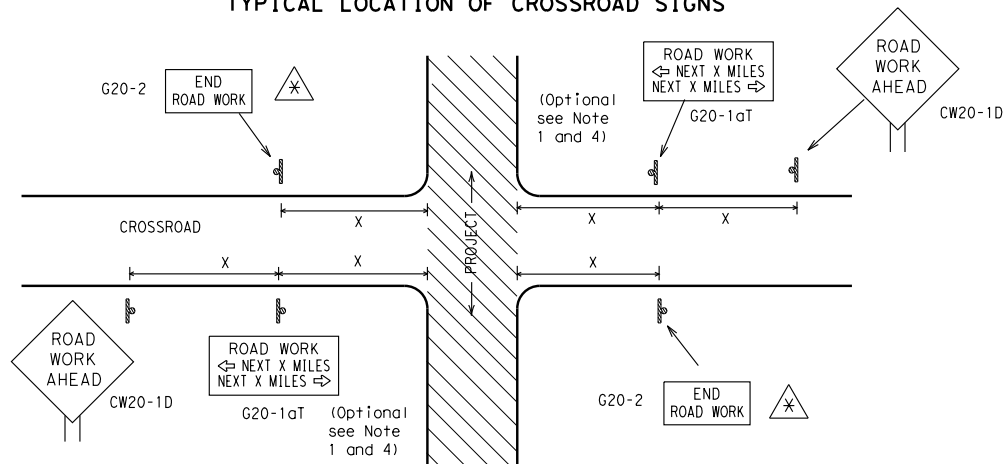 TYPICAL LOCATION OF CROSSROAD SIGNS
G20-2
END
ROAD WORK
*
(Optional
see Note
1 and 4)
ROAD WORK
⇦ NEXT X MILES
NEXT X MILES ⇨
G20-1aT
ROAD
WORK
AHEAD
CW20-1D
X
X
X
CROSSROAD
PROJECT
X
X
X
ROAD
WORK
AHEAD
CW20-1D
ROAD WORK
⇦ NEXT X MILES
NEXT X MILES ⇨
G20-1aT
(Optional
see Note
1 and 4)
G20-2
END
ROAD WORK
*